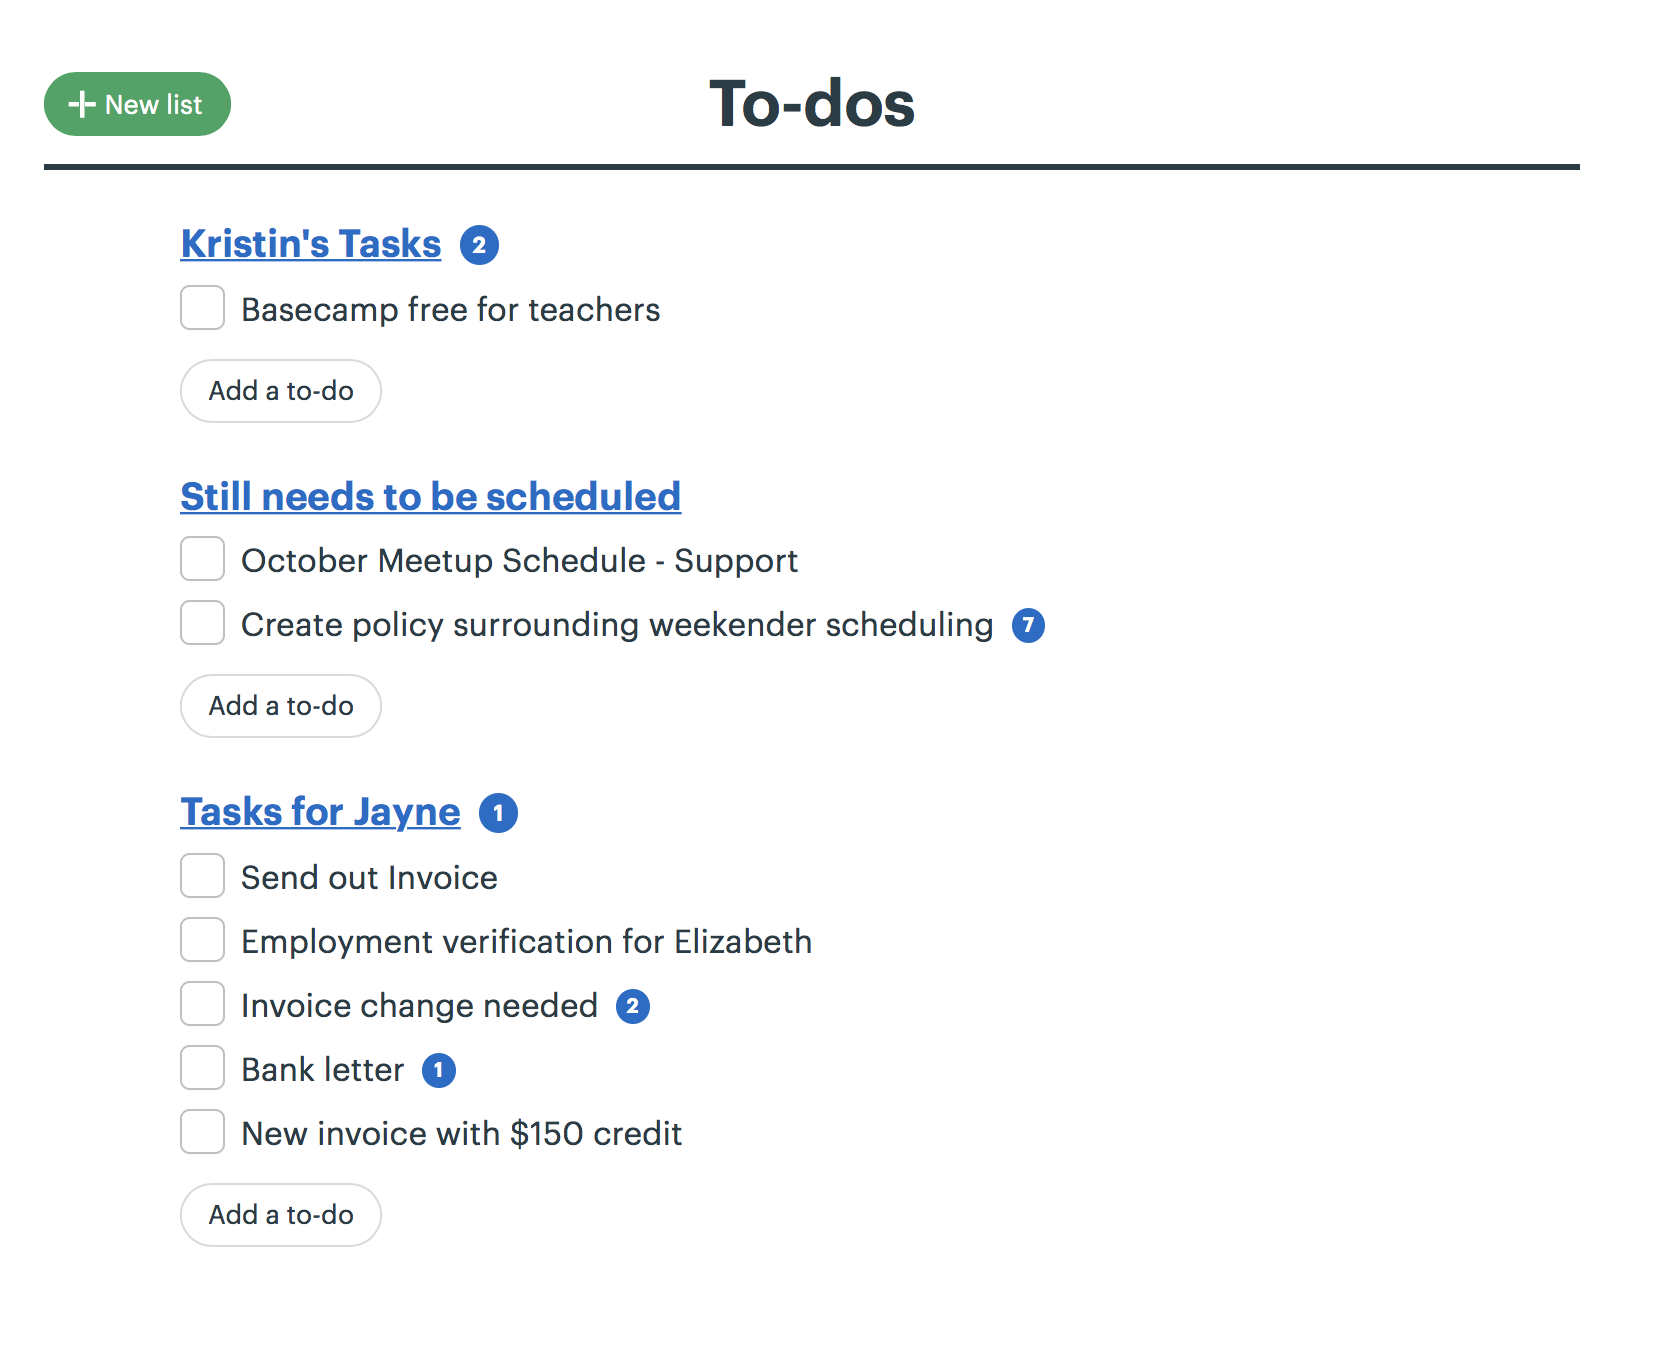 New list
To-dos
Kristin's Tasks 2
Basecamp free for teachers
Add a to-do
Still needs to be scheduled
October Meetup Schedule - Support
Create policy surrounding weekender scheduling 7
Add a to-do
Tasks for Jayne 1
Send out Invoice
Employment verification for Elizabeth
Invoice change needed 2
Bank letter 1
New invoice with $150 credit
Add a to-do